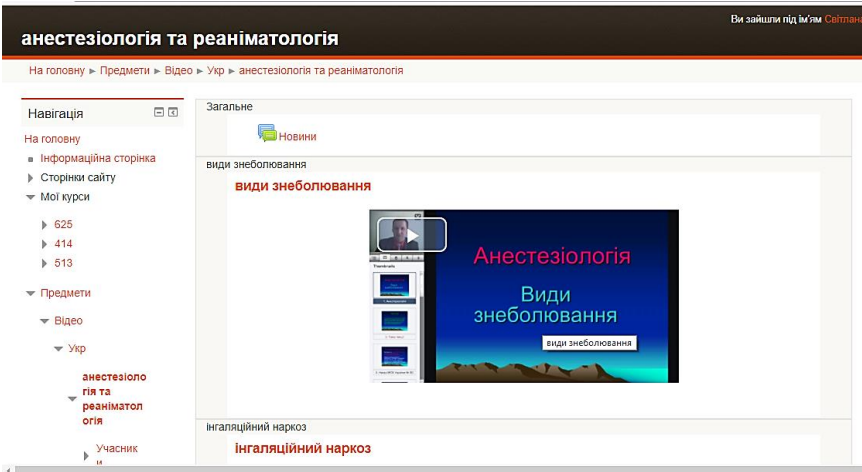 Ви зайшли під ім'ям Світлана
анестезіологія та реаніматологія
На головну ► Предмети ► Відео ► Укр ► анестезіологія та реаніматологія
Навігація
На головну
Інформаційна сторінка
Сторінки сайту
Мої курси
625
414
513
Предмети
Відео
Укр
анестезіоло
гія та
реаніматол
огія
Учасник
и
Загальне
Новини
види знеболювання
види знеболювання
Thumbnails
Анестезіологія
Види
знеболювання
види знеболювання
інгаляційний наркоз
інгаляційний наркоз